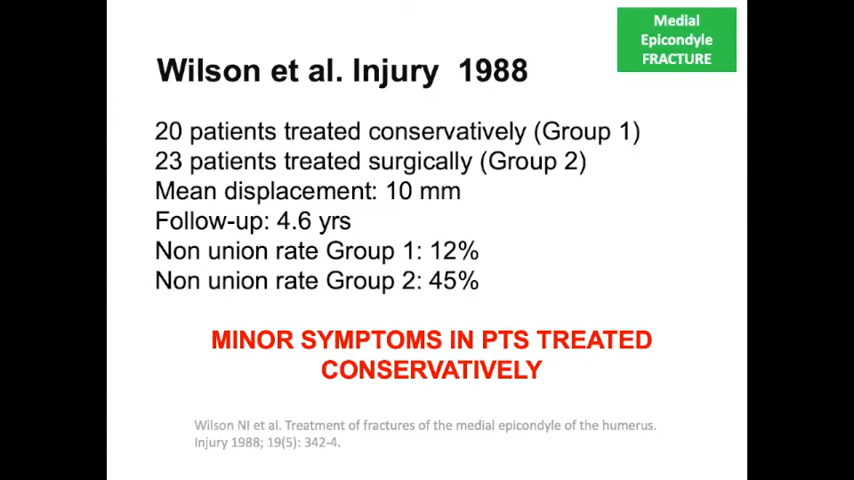 Medial
Epicondyle
FRACTURE
Wilson et al. Injury 1988
20 patients treated conservatively (Group 1)
23 patients treated surgically (Group 2)
Mean displacement: 10 mm
Follow-up: 4.6 yrs
Non union rate Group 1: 12%
Non union rate Group 2: 45%
MINOR SYMPTOMS IN PTS TREATED
CONSERVATIVELY
Wilson NI et al. Treatment of fractures of the medial epicondyle of the humerus.
Injury 1988; 19(5): 342-4.